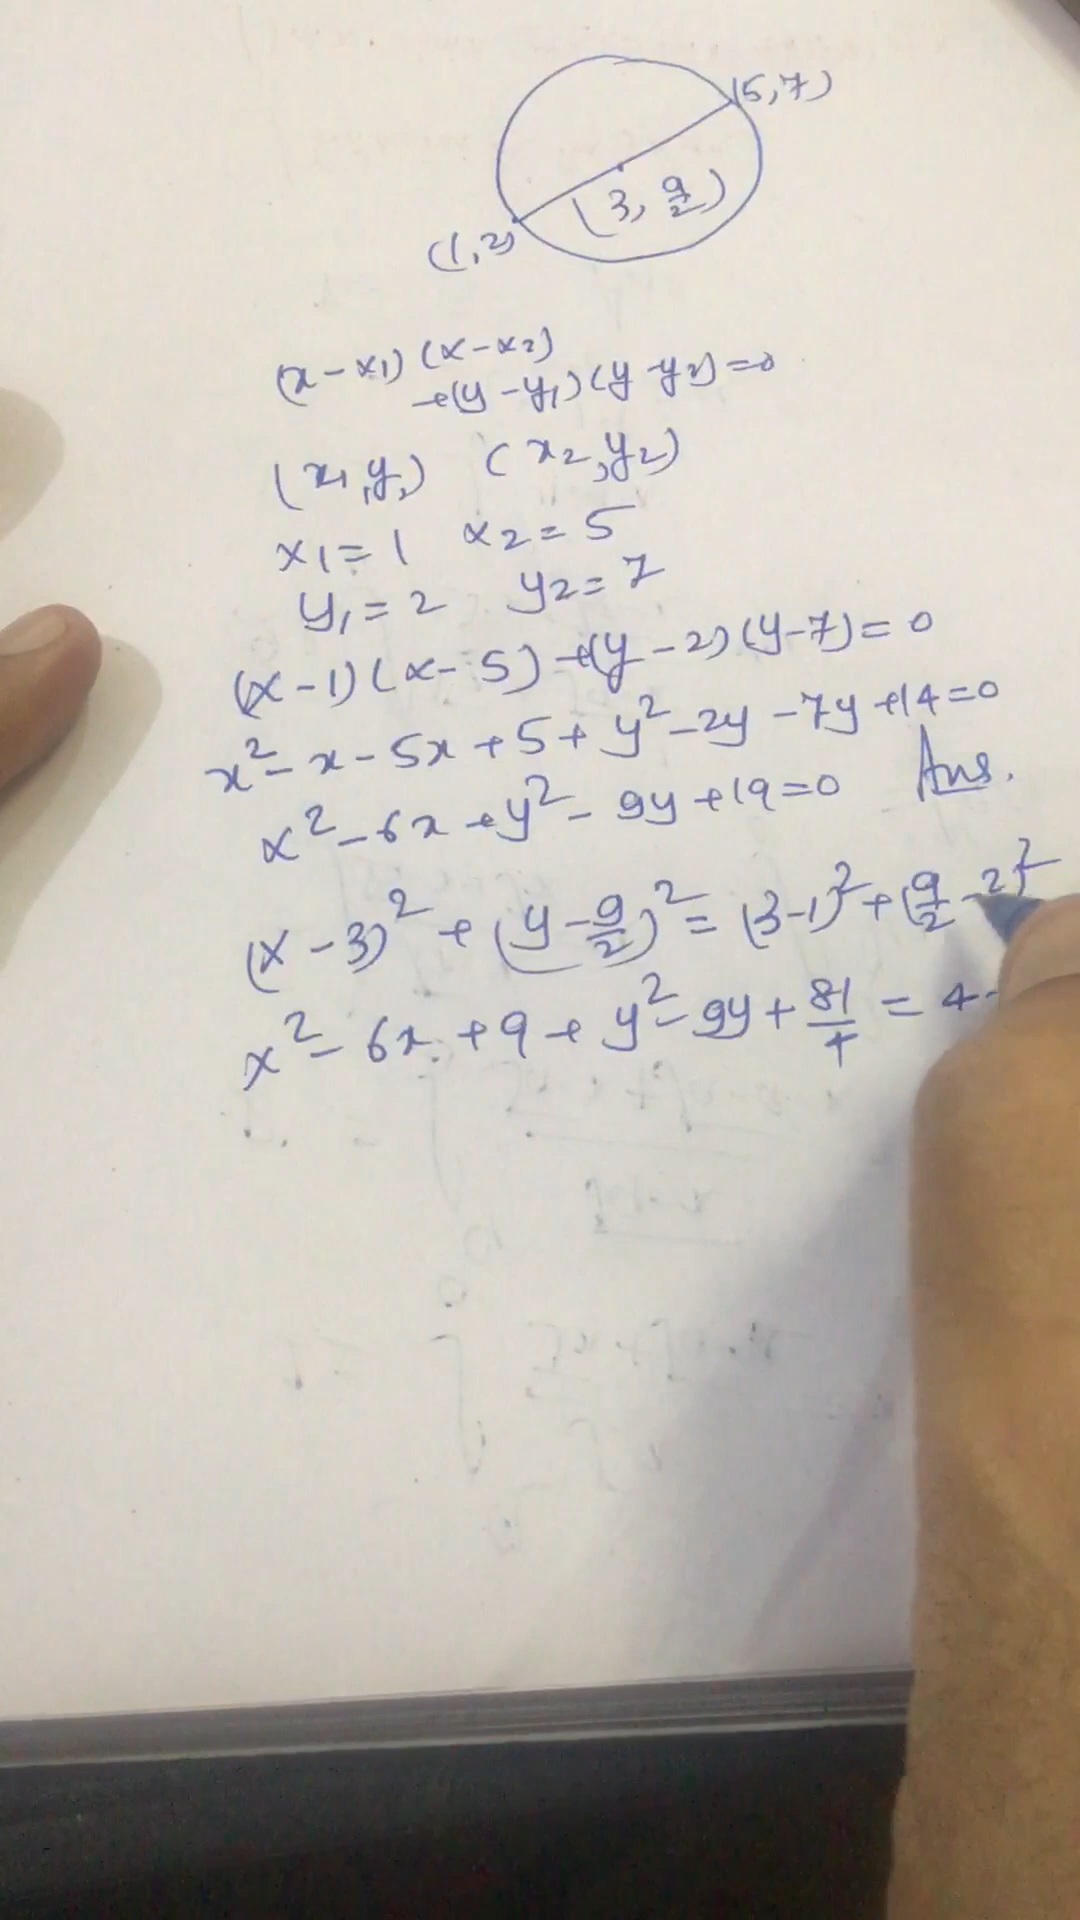 (5,7)
(3, 9/2)
(1,2)
(x-x₁) (x-x₂)
+(y-y₁)(y-y₂)=0
(x₁,y₁) (x₂,y₂)
x₁=1 x₂=5
y₁=2 y₂=7
(x-1)(x-5)+(y-2)(y-7)=0
x²-x-5x+5+y²-2y-7y+14=0
x²-6x+y²-9y+19=0 Ans.
(x-3)²+(y-9/2)²=(3-1)²+(9/2-2)²
x²-6x+9+y²-9y+81/4=4